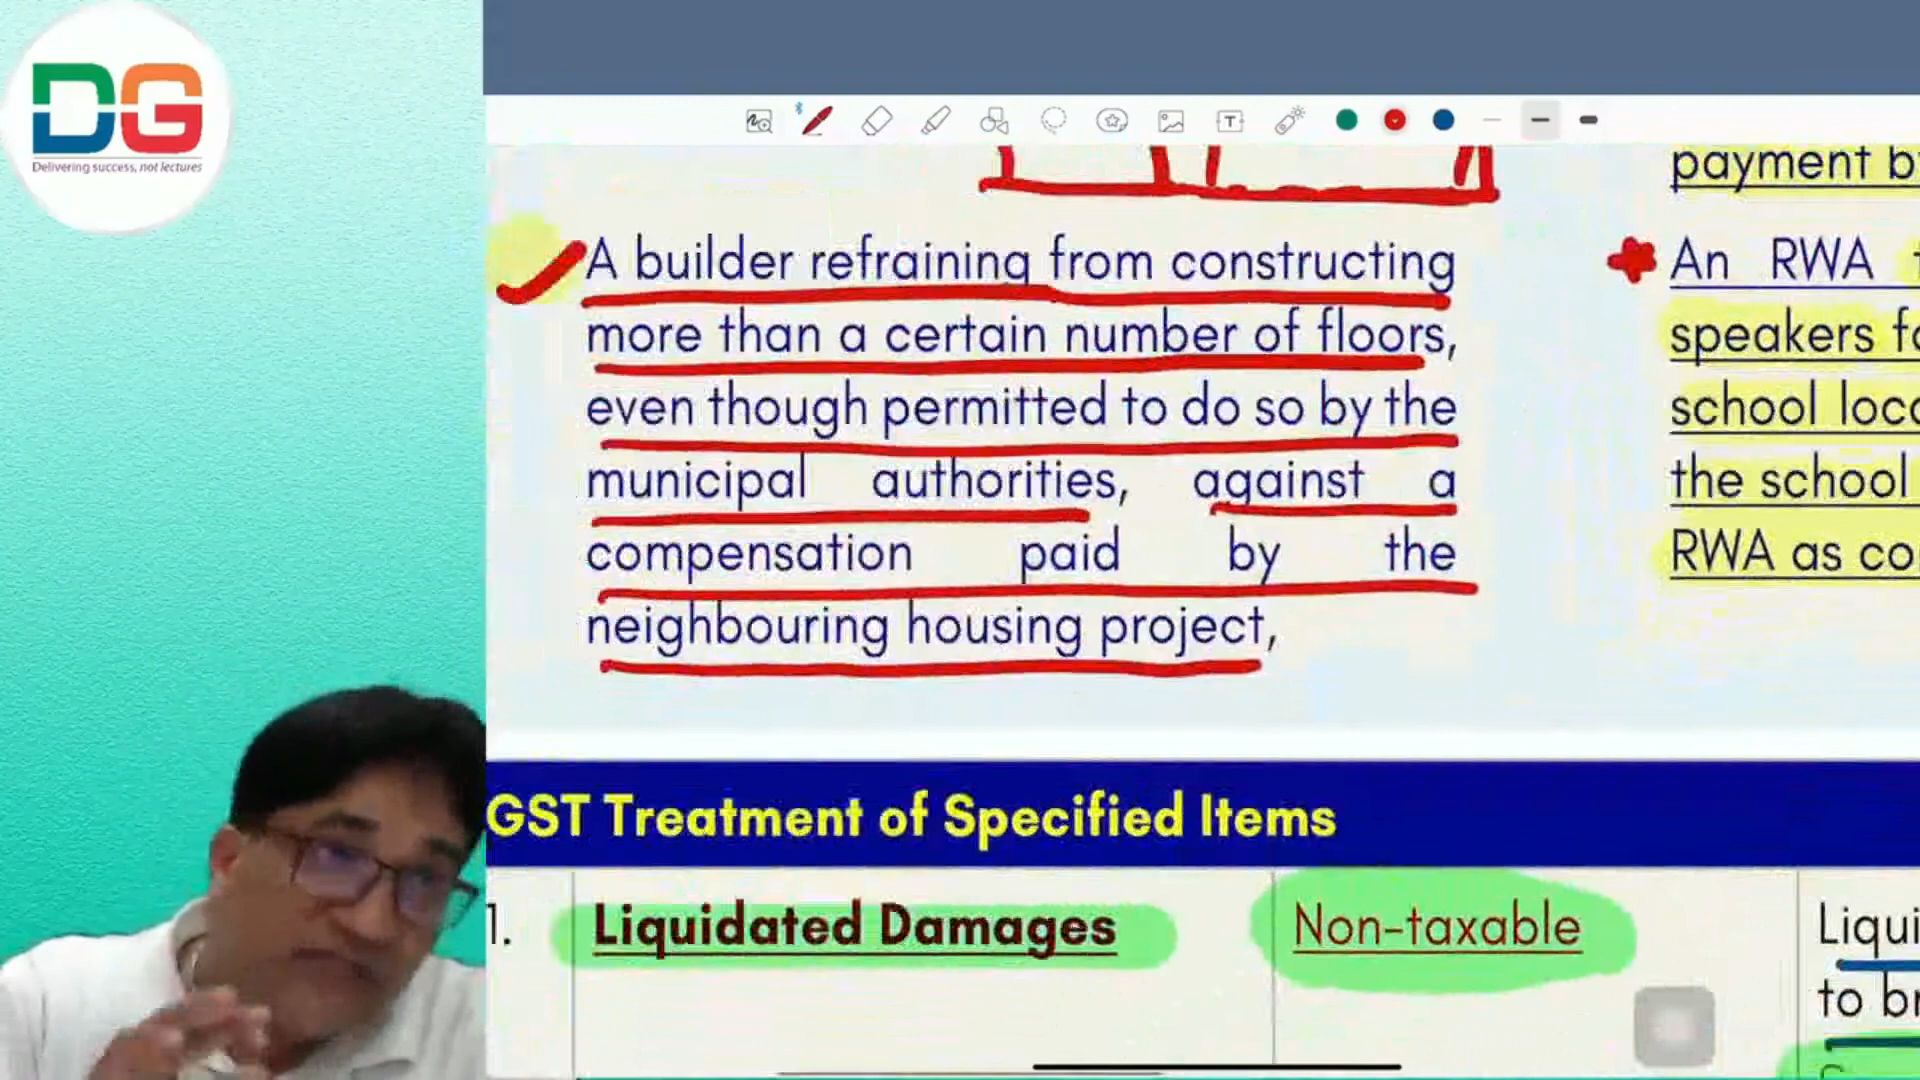 DG
Delivering success, not lectures
T
A builder refraining from constructing
more than a certain number of floors,
even though permitted to do so by the
municipal authorities, against a
compensation paid by the
neighbouring housing project,
payment b
An RWA
speakers fo
school loc
the school
RWA as co
GST Treatment of Specified Items
1. Liquidated Damages Non-taxable
Liqui
to br